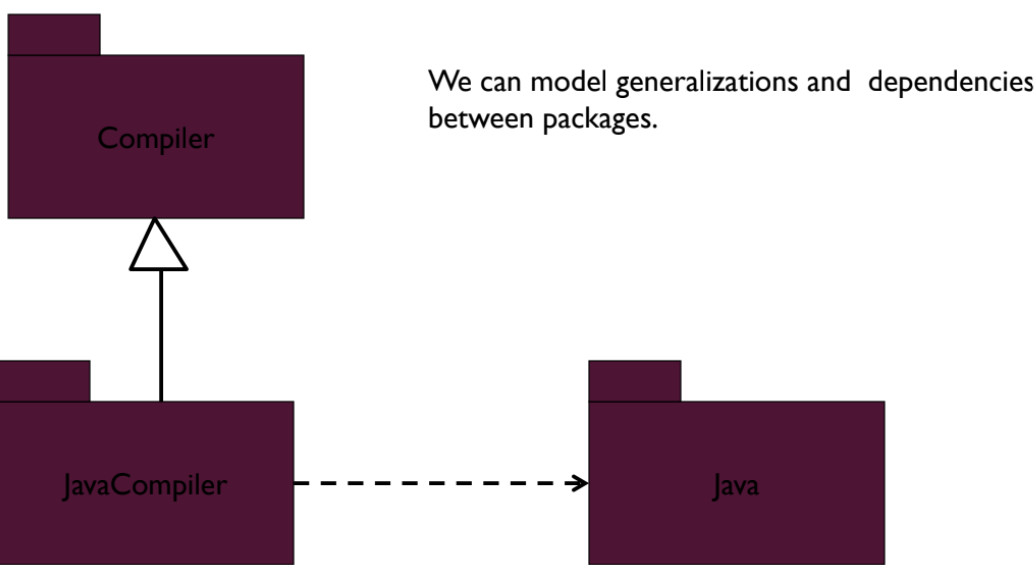 We can model generalizations and  dependencies
between packages.
Compiler
JavaCompiler
Java